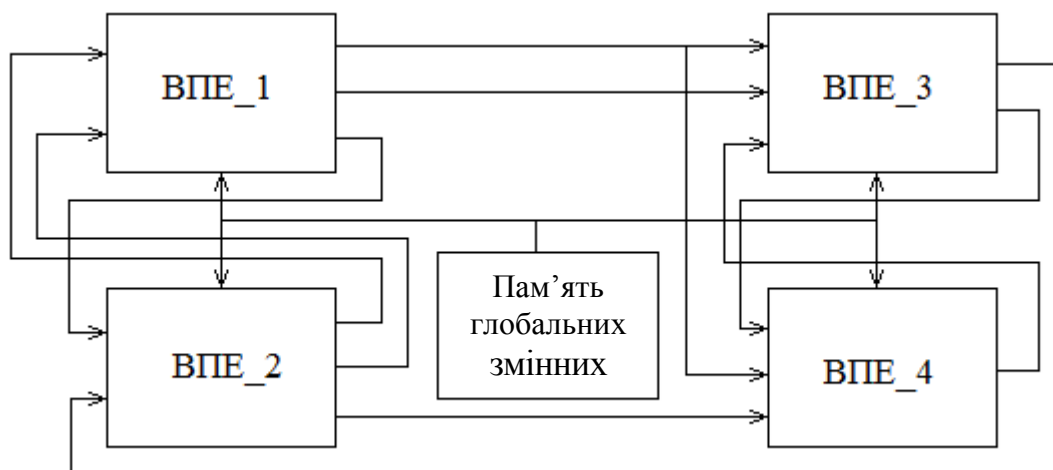 ВПЕ_1
ВПЕ_3
Пам’ять
глобальних
змінних
ВПЕ_2
ВПЕ_4